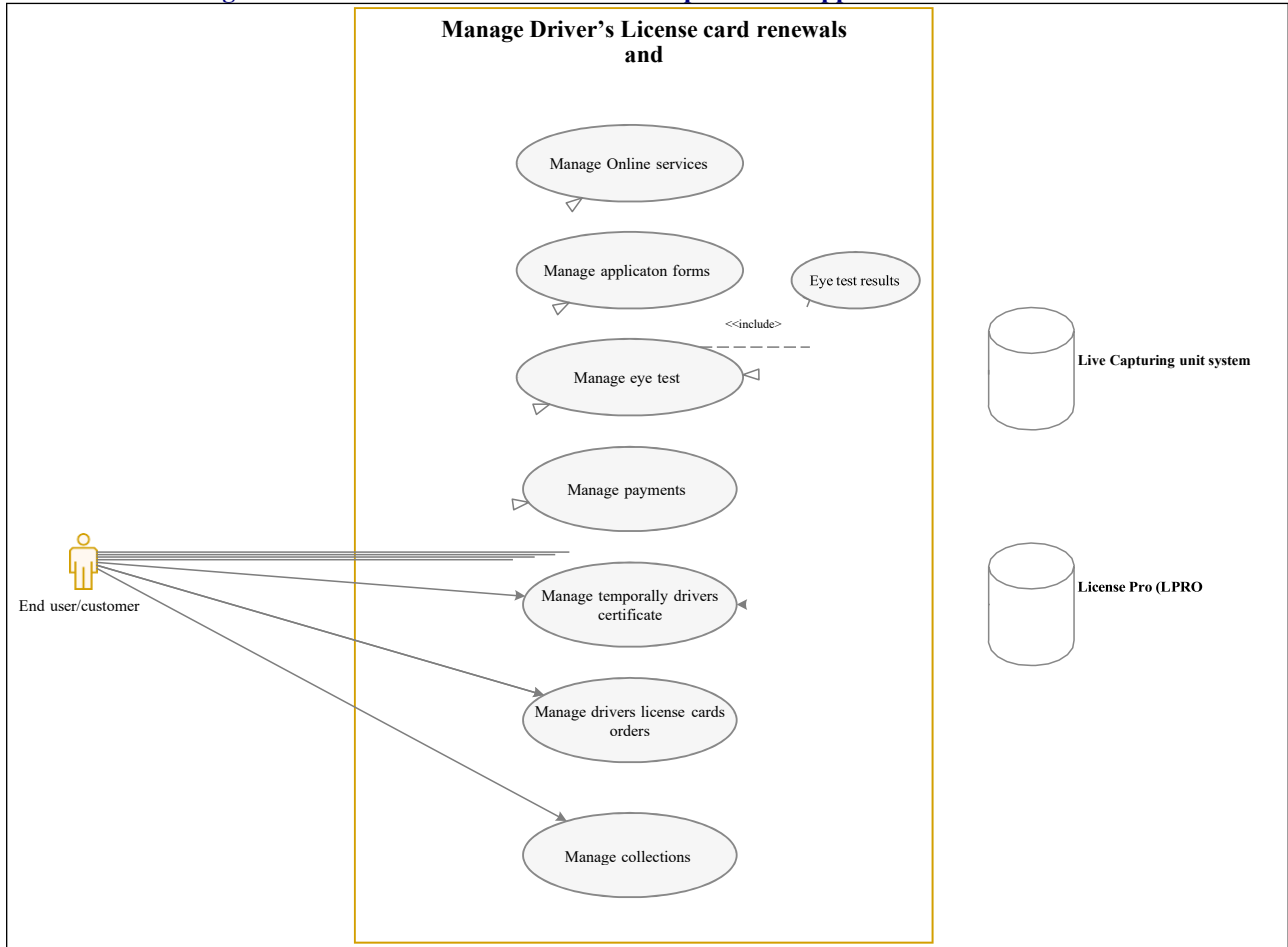 Manage Driver's License card renewals
and
Manage Online services
Manage applicaton forms
Eye test results
<<include>
Manage eye test
Live Capturing unit system
Manage payments
End user/customer
Manage temporally drivers
certificate
License Pro (LPRO
Manage drivers license cards
orders
Manage collections